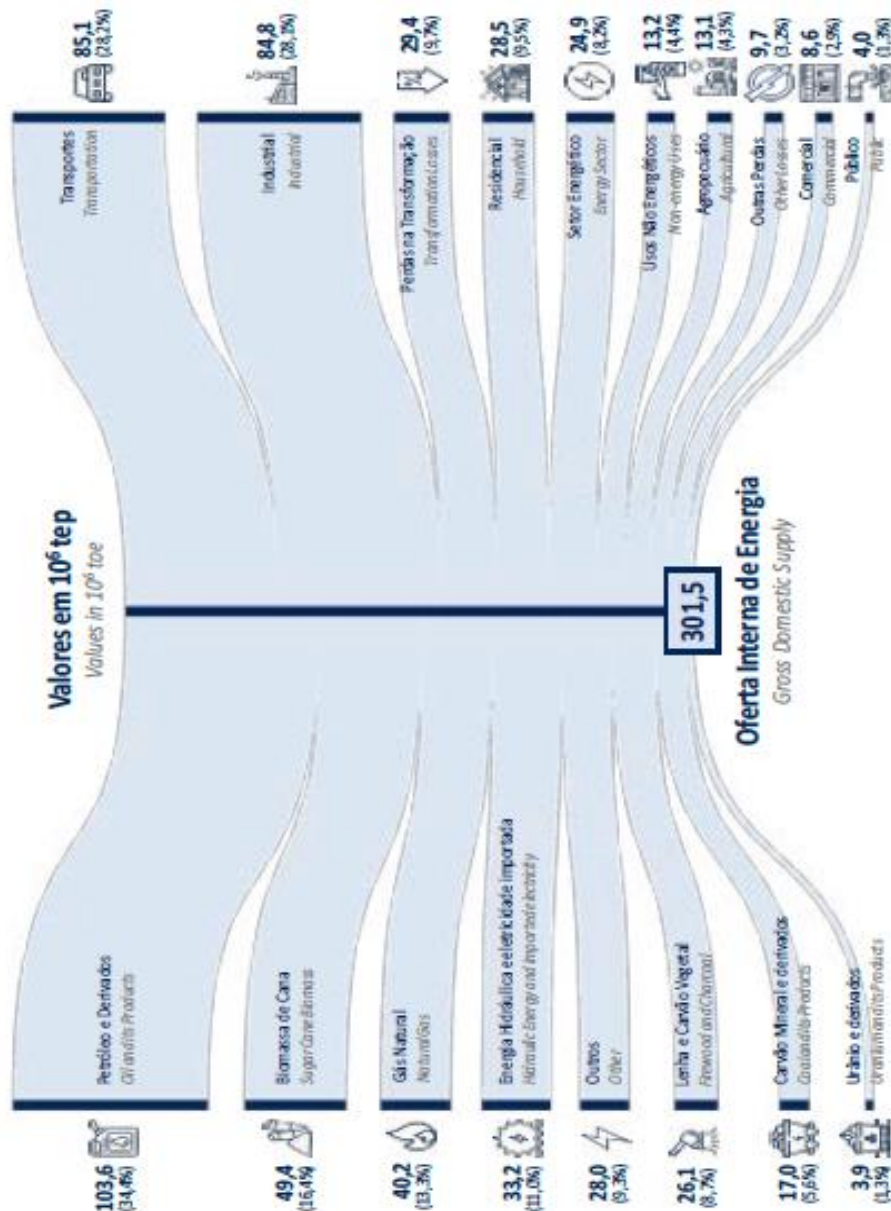 Valores em 10⁶ tep
Values in 10⁶ toe
103,6
(34,4%)
Petróleo e Derivados
Oil and its Products
49,4
(16,4%)
Biomassa de Cana
Sugar Cane Biomass
40,2
(13,3%)
Gás Natural
Natural Gas
33,2
(11,0%)
Energia Hidráulica e eletricidade importada
Hidraulic Energy and Imported electricity
28,0
(9,3%)
Outros
Other
26,1
(8,7%)
Lenha e Carvão Vegetal
Firewood and Charcoal
17,0
(5,6%)
Carvão Mineral e derivados
Coal and its Products
3,9
(1,3%)
Urânio e derivados
Uranium and its Products
301,5
Oferta Interna de Energia
Gross Domestic Supply
Transportes
Transportation
85,1
(28,2%)
Industrial
Industrial
84,8
(28,1%)
Perdas na Transformação
Transformation Losses
29,4
(9,7%)
Residencial
Household
28,5
(9,5%)
Setor Energético
Energy Sector
24,9
(8,2%)
Usos Não Energéticos
Non-energy Uses
13,2
(4,4%)
Agropecuário
Agricultural
13,1
(4,3%)
Outras Perdas
Other Losses
9,7
(3,2%)
Comercial
Commercial
8,6
(2,9%)
Público
Public
4,0
(1,3%)